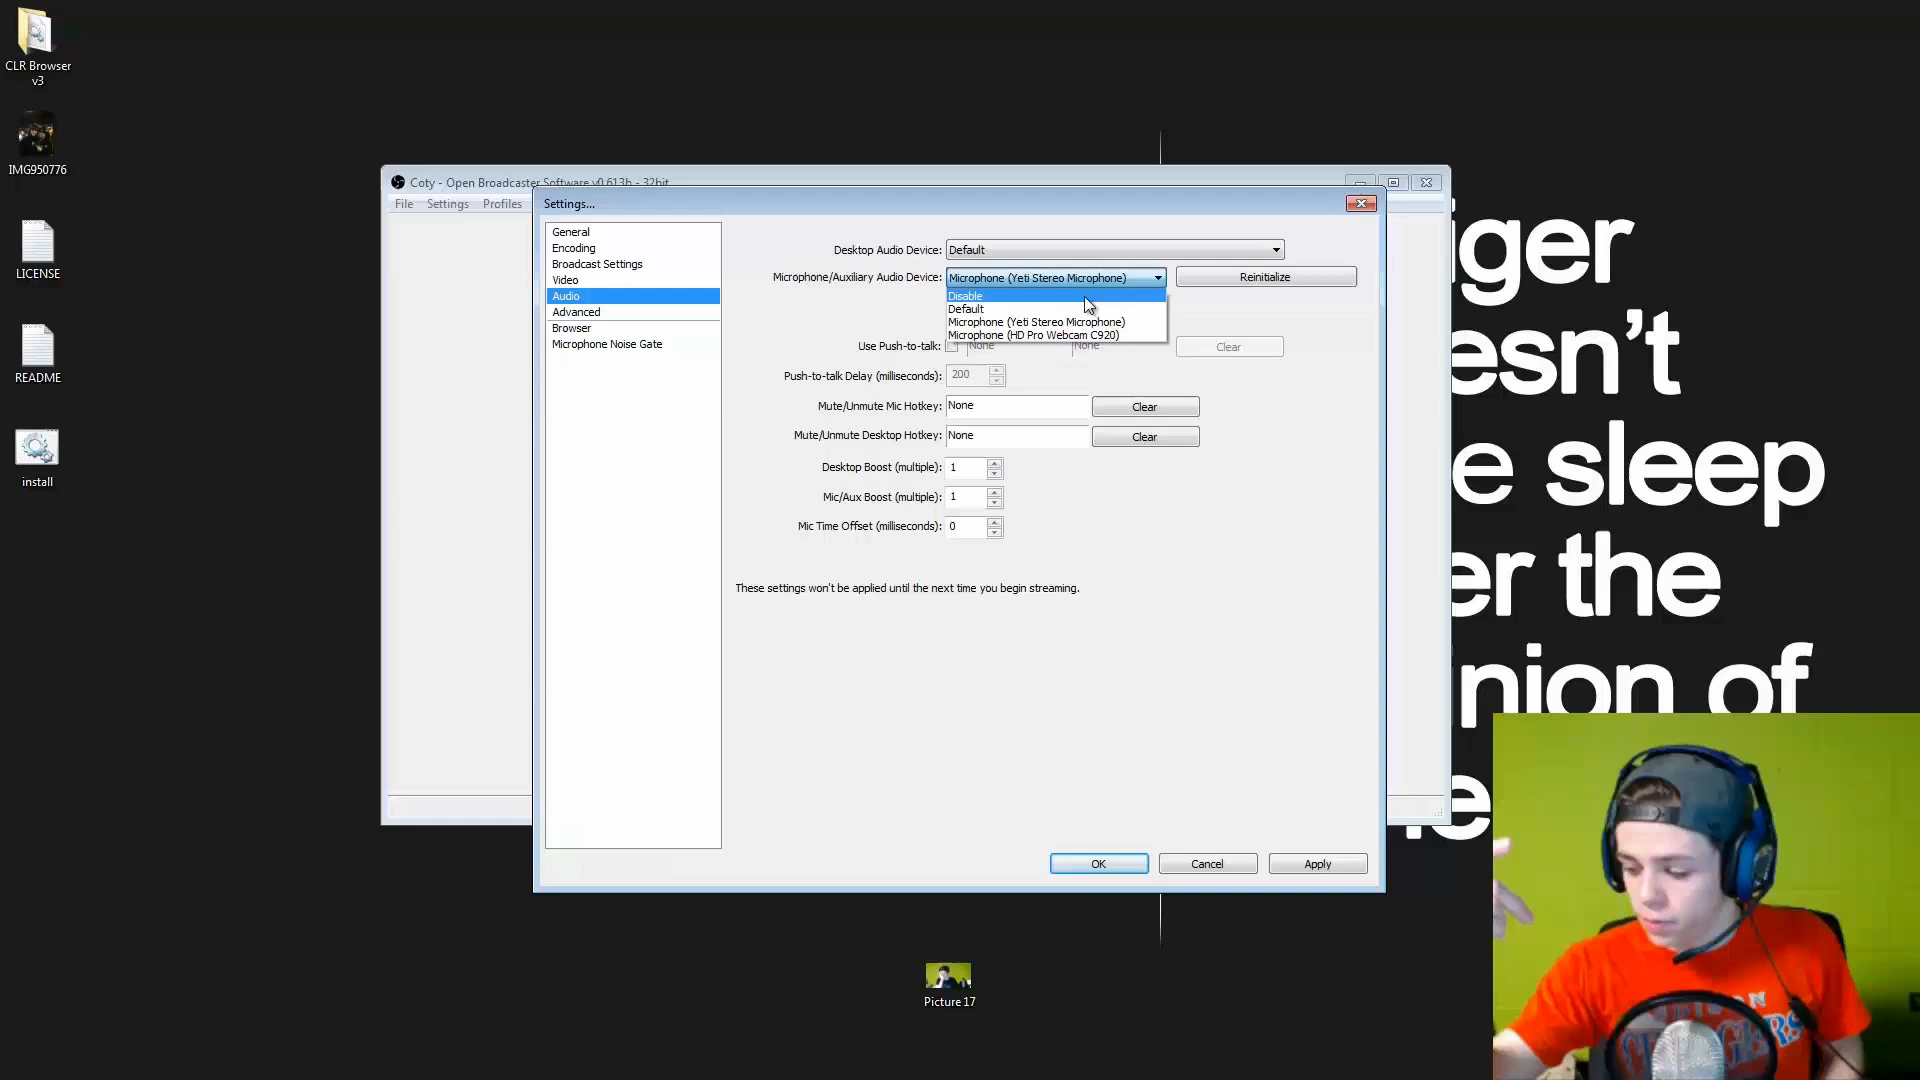 CLR Browser
v3
IMG950776
LICENSE
README
install
Coty - Open Broadcaster Software v0.613b - 32bit
File Settings Profiles
Settings...
General
Encoding
Broadcast Settings
Video
Audio
Advanced
Browser
Microphone Noise Gate
Desktop Audio Device: Default
Microphone/Auxiliary Audio Device: Microphone (Yeti Stereo Microphone) Reinitialize
Disable
Default
Microphone (Yeti Stereo Microphone)
Microphone (HD Pro Webcam C920)
Use Push-to-talk: None None Clear
Push-to-talk Delay (milliseconds): 200
Mute/Unmute Mic Hotkey: None Clear
Mute/Unmute Desktop Hotkey: None Clear
Desktop Boost (multiple): 1
Mic/Aux Boost (multiple): 1
Mic Time Offset (milliseconds): 0
These settings won't be applied until the next time you begin streaming.
OK Cancel Apply
iger
esn't
e sleep
er the
nion of
Picture 17